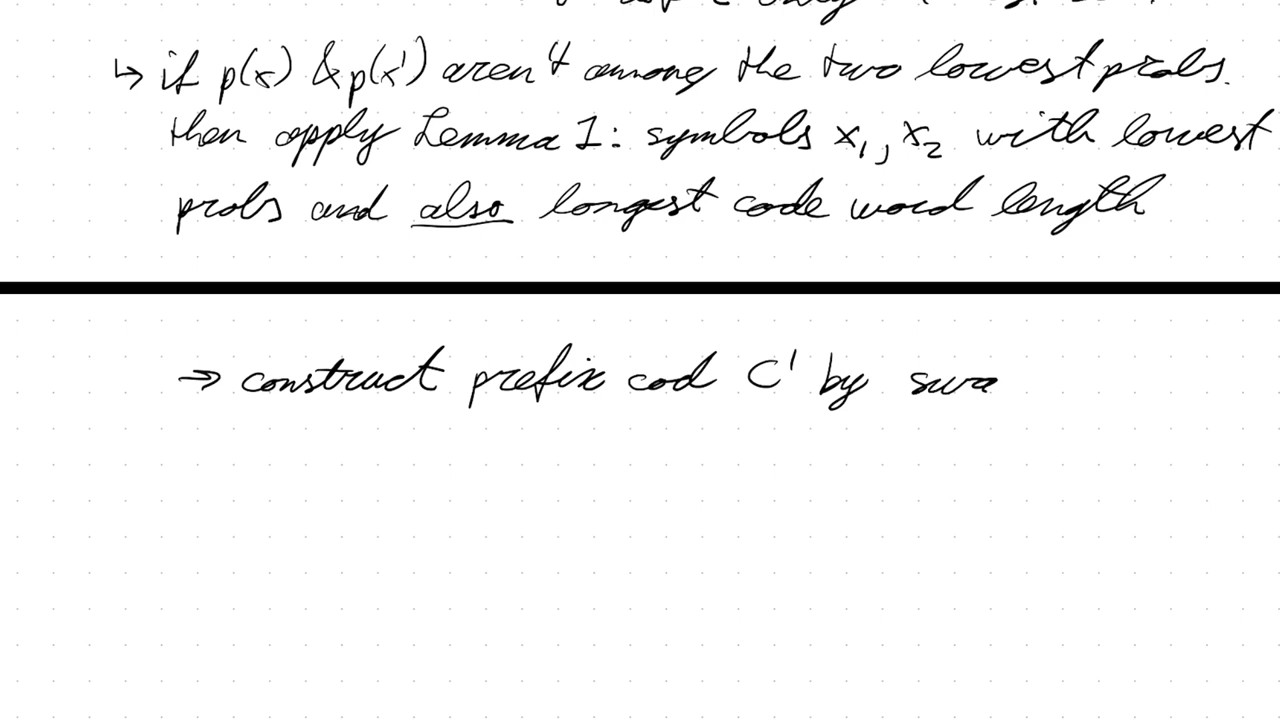 only
↳ if p(x) & p(x') aren't among the two lowest probs.
then apply Lemma 1: symbols x₁, x₂ with lowest
probs and also longest code word length
⇒ construct prefix cod C' by swa